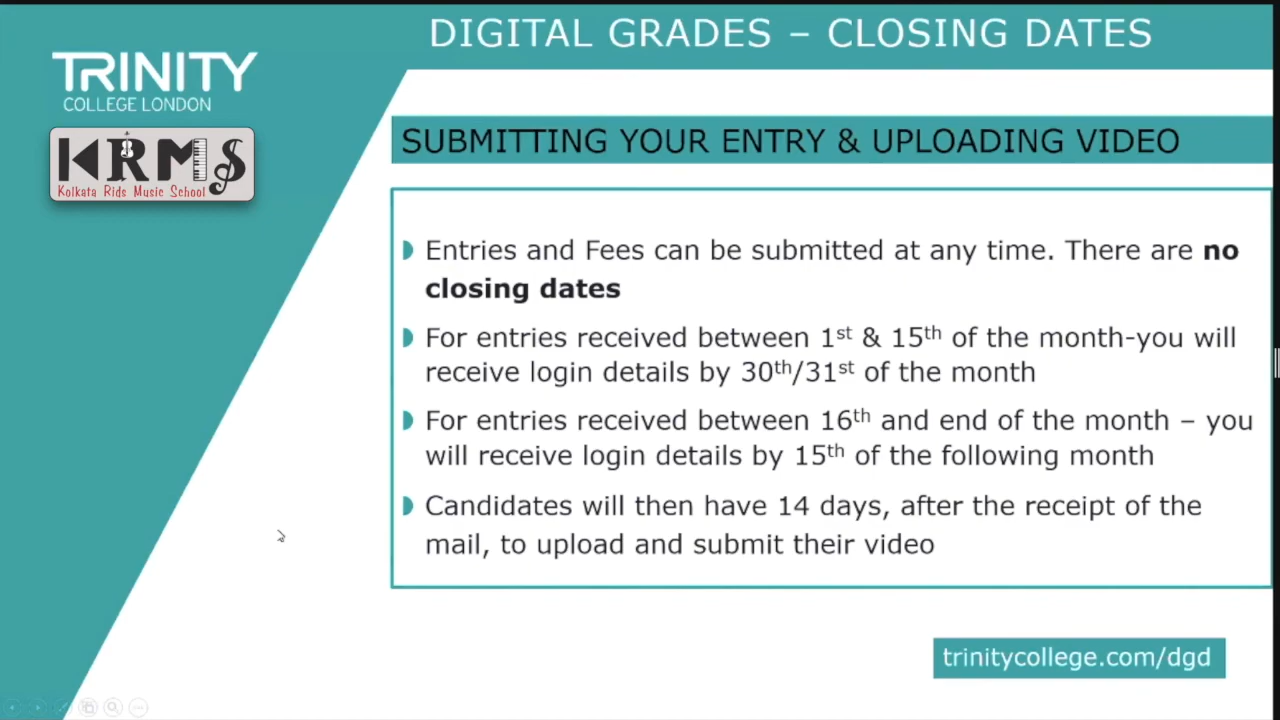 DIGITAL GRADES – CLOSING DATES
TRINITY
COLLEGE LONDON
KRMS
Kolkata Rids Music School
SUBMITTING YOUR ENTRY & UPLOADING VIDEO
Entries and Fees can be submitted at any time. There are no
closing dates
For entries received between 1st & 15th of the month-you will
receive login details by 30th/31st of the month
For entries received between 16th and end of the month – you
will receive login details by 15th of the following month
Candidates will then have 14 days, after the receipt of the
mail, to upload and submit their video
trinitycollege.com/dgd